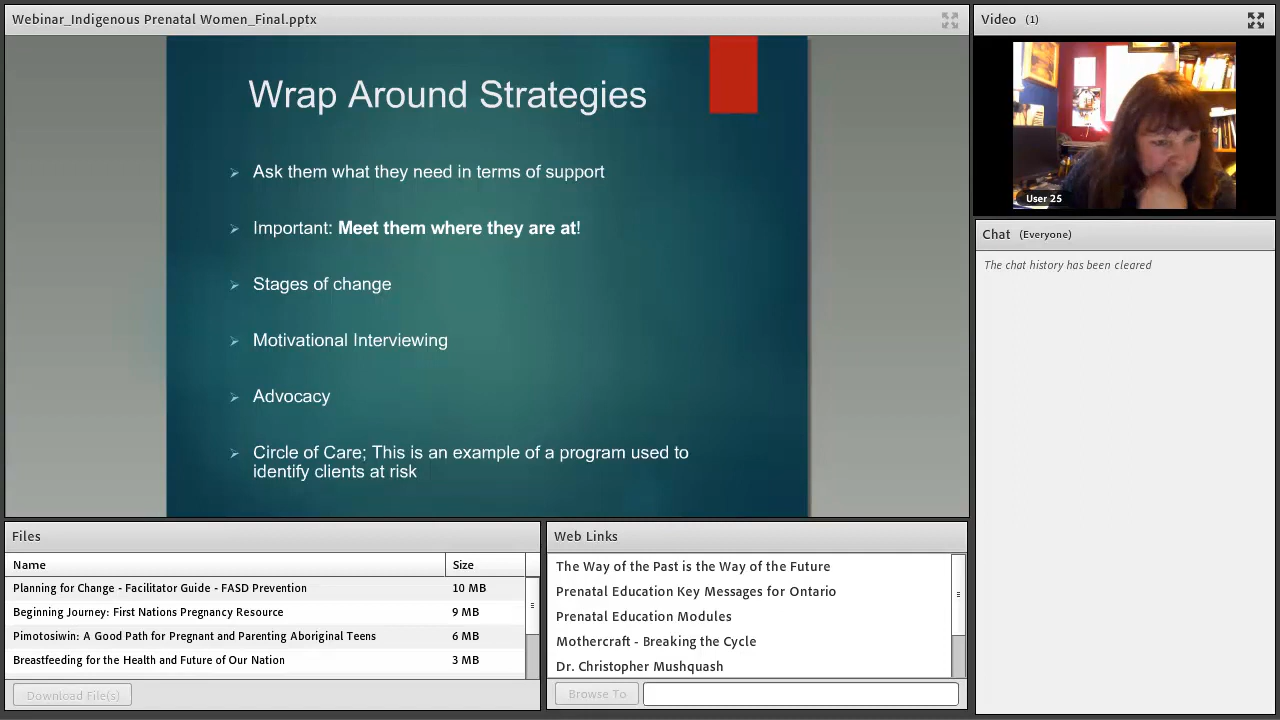 Webinar_Indigenous Prenatal Women_Final.pptx
Wrap Around Strategies
Ask them what they need in terms of support
Important: Meet them where they are at!
Stages of change
Motivational Interviewing
Advocacy
Circle of Care; This is an example of a program used to
identify clients at risk
Video (1)
User 25
Chat (Everyone)
The chat history has been cleared
Files
Name Size
Planning for Change - Facilitator Guide - FASD Prevention 10 MB
Beginning Journey: First Nations Pregnancy Resource 9 MB
Pimotosiwin: A Good Path for Pregnant and Parenting Aboriginal Teens 6 MB
Breastfeeding for the Health and Future of Our Nation 3 MB
Download File(s)
Web Links
The Way of the Past is the Way of the Future
Prenatal Education Key Messages for Ontario
Prenatal Education Modules
Mothercraft - Breaking the Cycle
Dr. Christopher Mushquash
Browse To